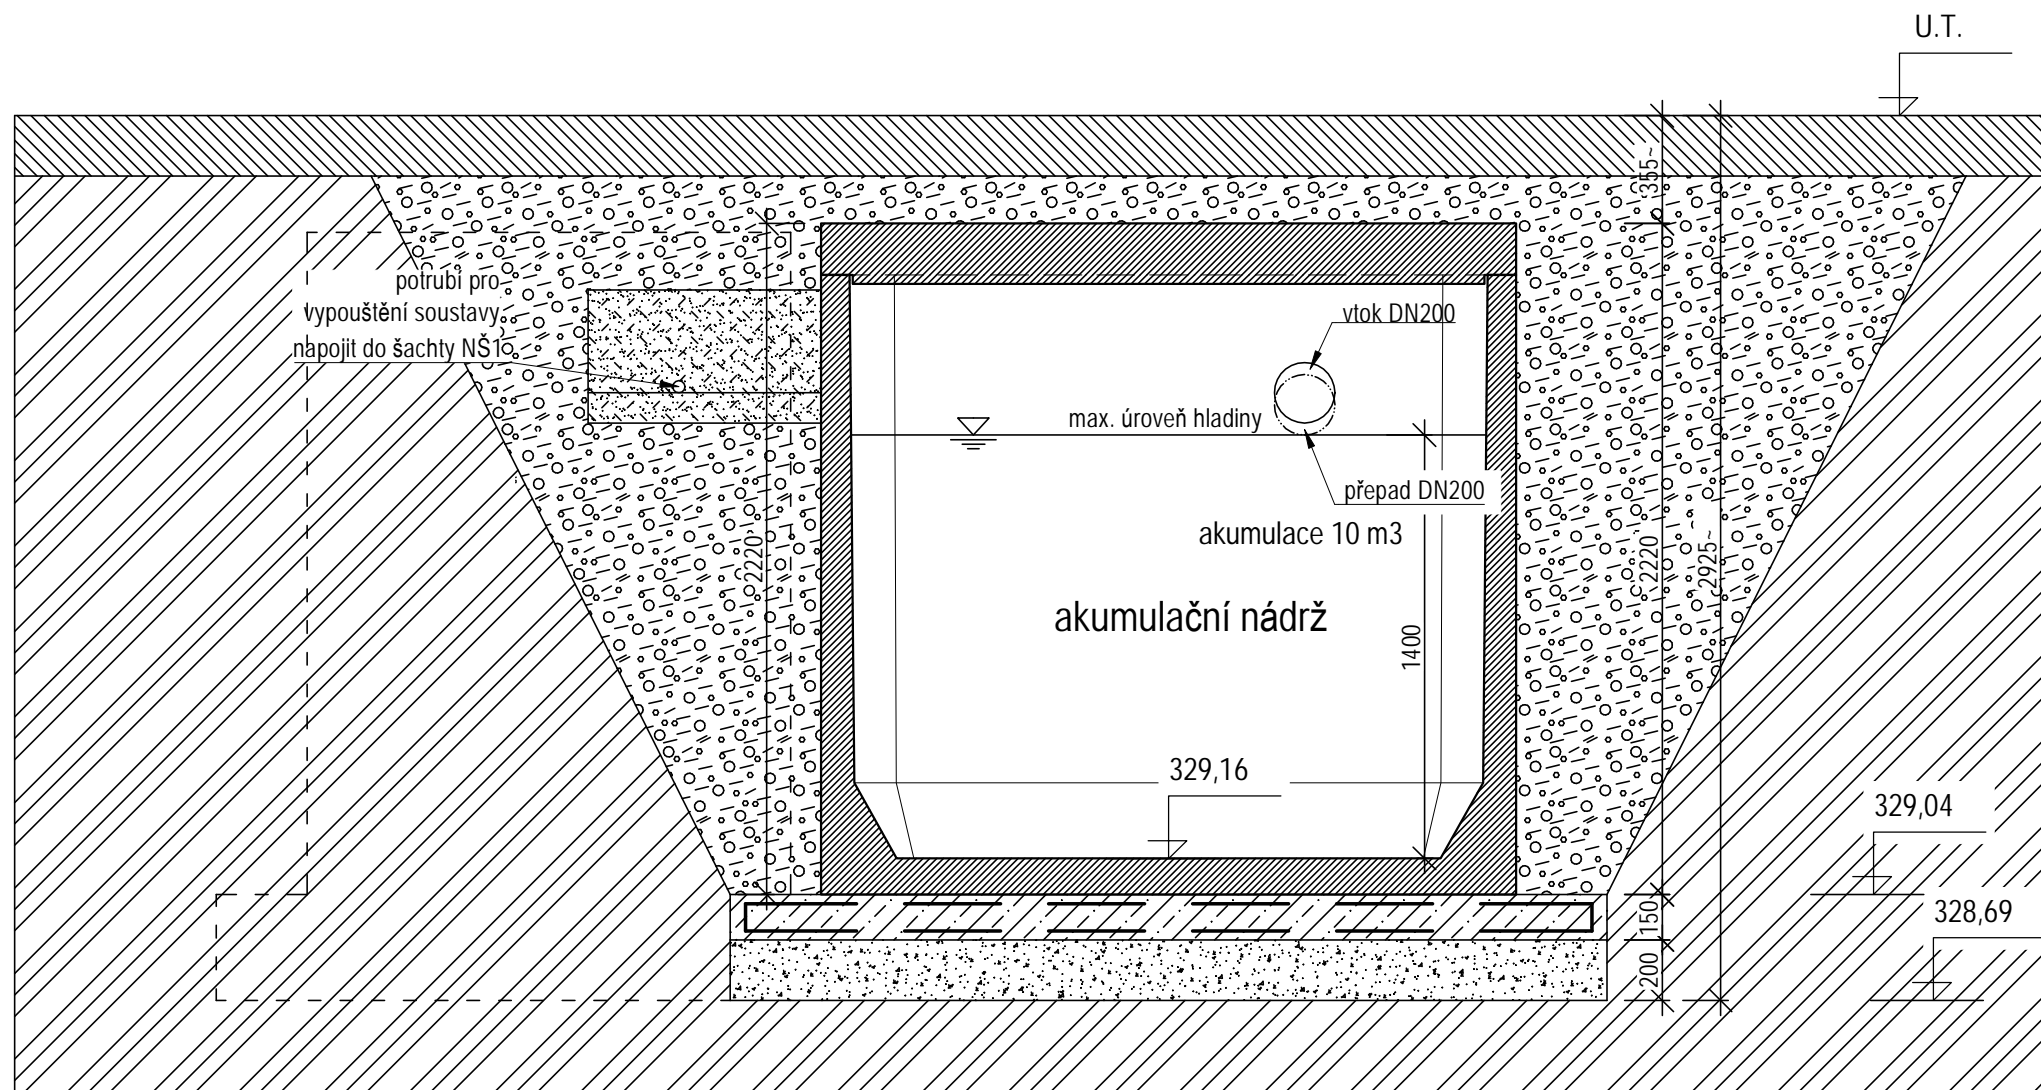 U.T.
355~
potrubí pro
vypouštění soustavy
napojit do šachty NŠ1
vtok DN200
max. úroveň hladiny
přepad DN200
akumulace 10 m3
2220
2220
2925~
akumulační nádrž
1400
329,16
329,04
150
328,69
200